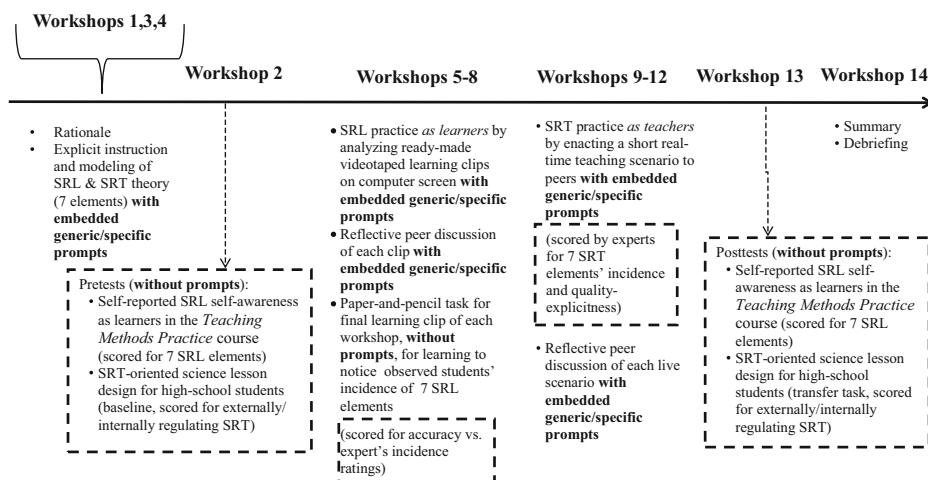 Workshops 1,3,4
Workshop 2
Workshops 5-8
Workshops 9-12
Workshop 13
Workshop 14
• Rationale
• Explicit instruction
and modeling of
SRL & SRT theory
(7 elements) with
embedded
generic/specific
prompts
Pretests (without prompts):
• Self-reported SRL self-awareness
as learners in the Teaching
Methods Practice course
(scored for 7 SRL elements)
• SRT-oriented science lesson
design for high-school students
(baseline, scored for externally/
internally regulating SRT)
• SRL practice as learners by
analyzing ready-made
videotaped learning clips
on computer screen with
embedded generic/specific
prompts
• Reflective peer discussion
of each clip with
embedded generic/specific
prompts
• Paper-and-pencil task for
final learning clip of each
workshop, without
prompts, for learning to
notice observed students'
incidence of 7 SRL
elements
(scored for accuracy vs.
expert's incidence
ratings)
• SRT practice as teachers
by enacting a short real-
time teaching scenario to
peers with embedded
generic/specific
prompts
(scored by experts
for 7 SRT
elements' incidence
and quality-
explicitness)
• Reflective peer
discussion of each live
scenario with
embedded
generic/specific
prompts
Posttests (without prompts):
• Self-reported SRL self-
awareness as learners in the
Teaching Methods Practice
course (scored for 7 SRL
elements)
• SRT-oriented science lesson
design for high-school
students (transfer task, scored
for externally/internally
regulating SRT)
• Summary
• Debriefing